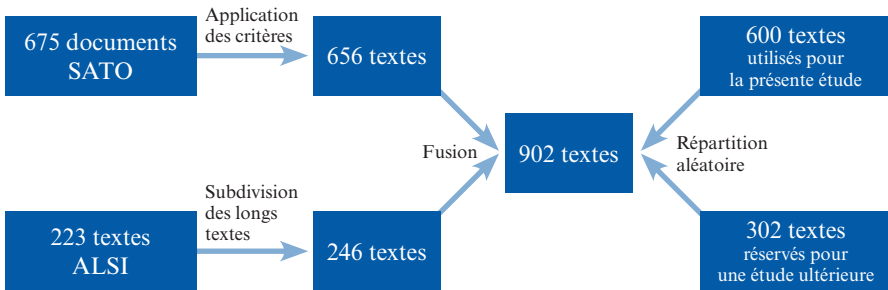 675 documents
SATO
Application
des critères
656 textes
600 textes
utilisés pour
la présente étude
Fusion
902 textes
Répartition
aléatoire
223 textes
ALSI
Subdivision
des longs
textes
246 textes
302 textes
réservés pour
une étude ultérieure